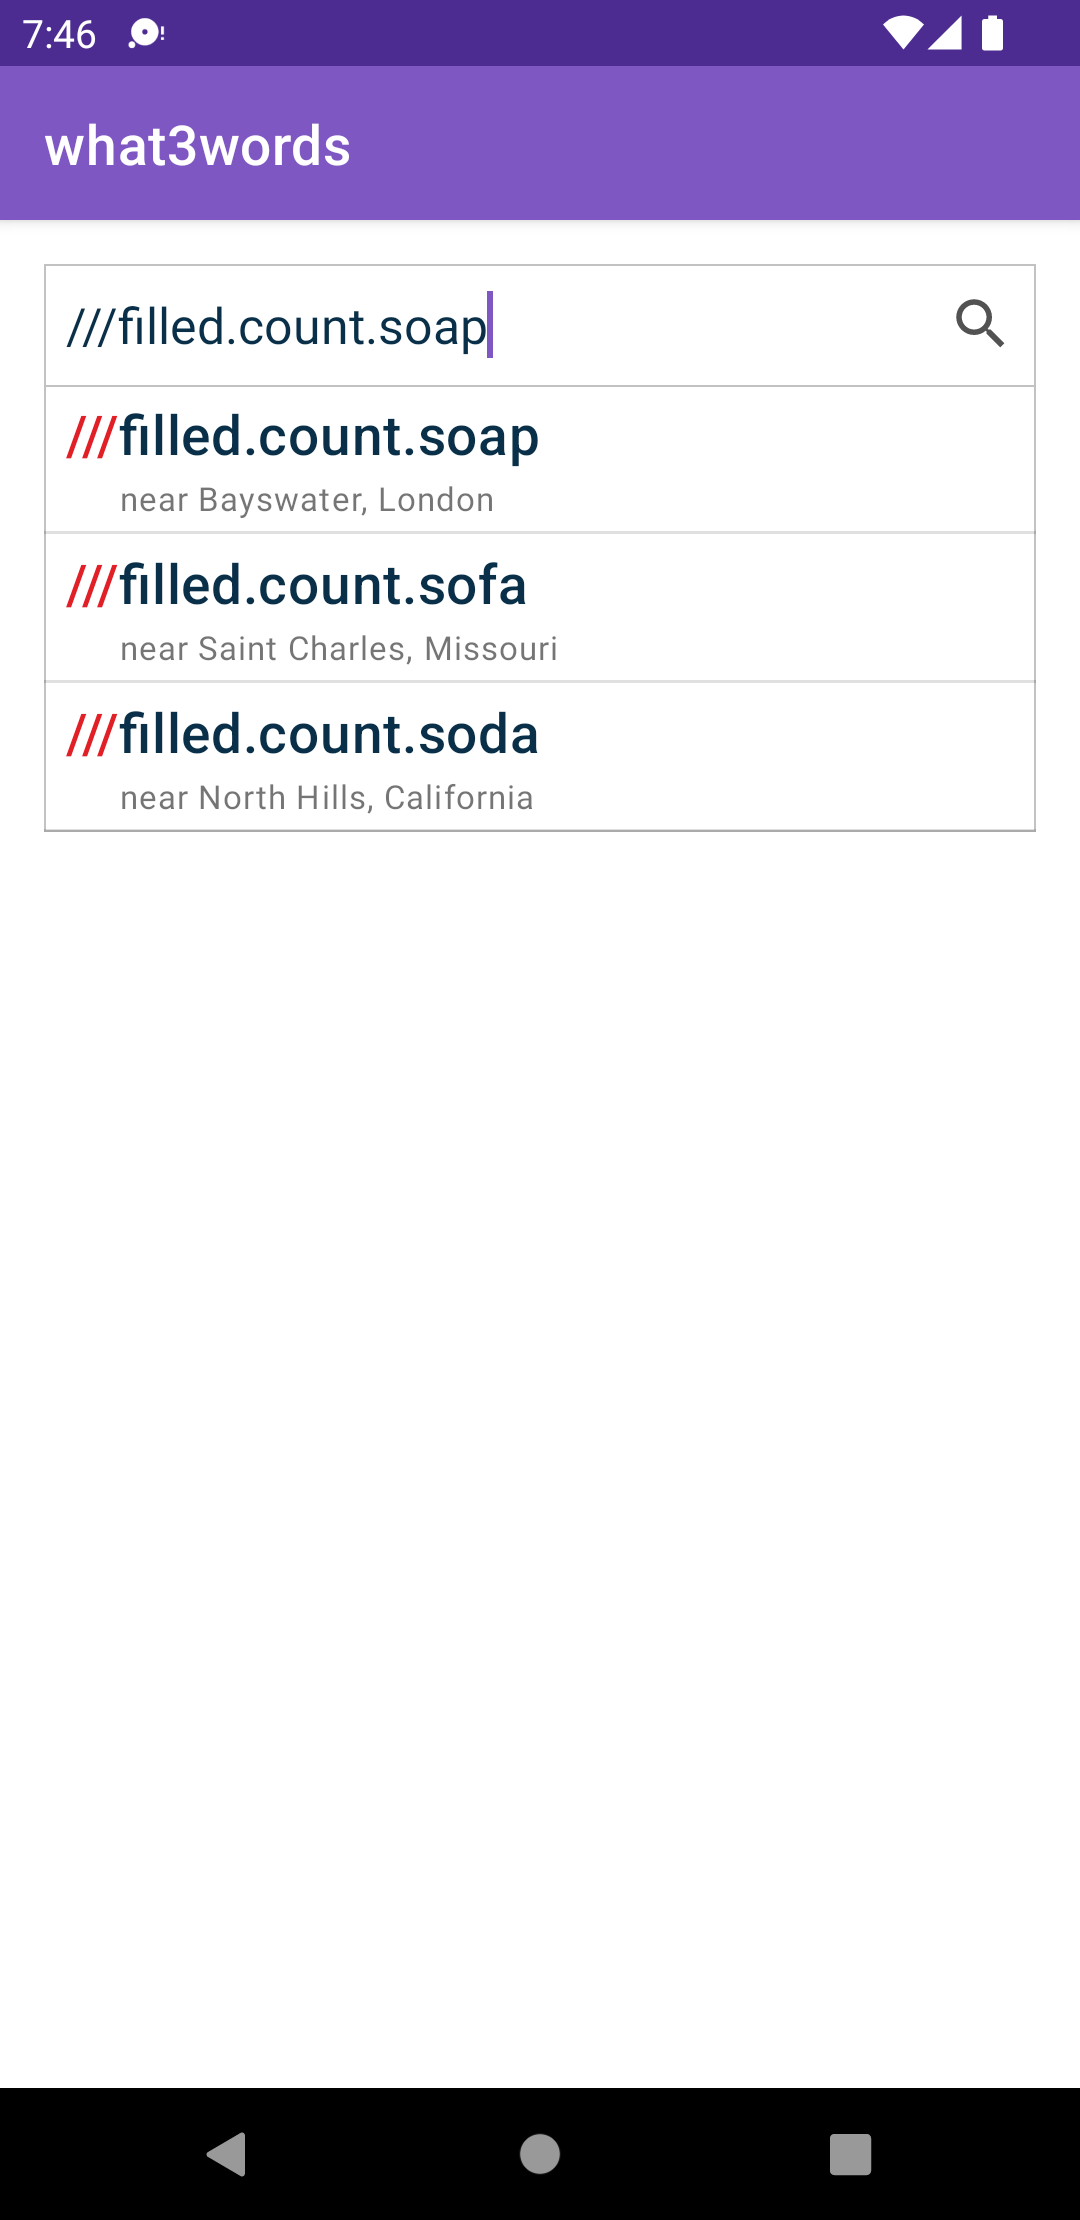 7:46
what3words
///filled.count.soap
///filled.count.soap
near Bayswater, London
///filled.count.sofa
near Saint Charles, Missouri
///filled.count.soda
near North Hills, California